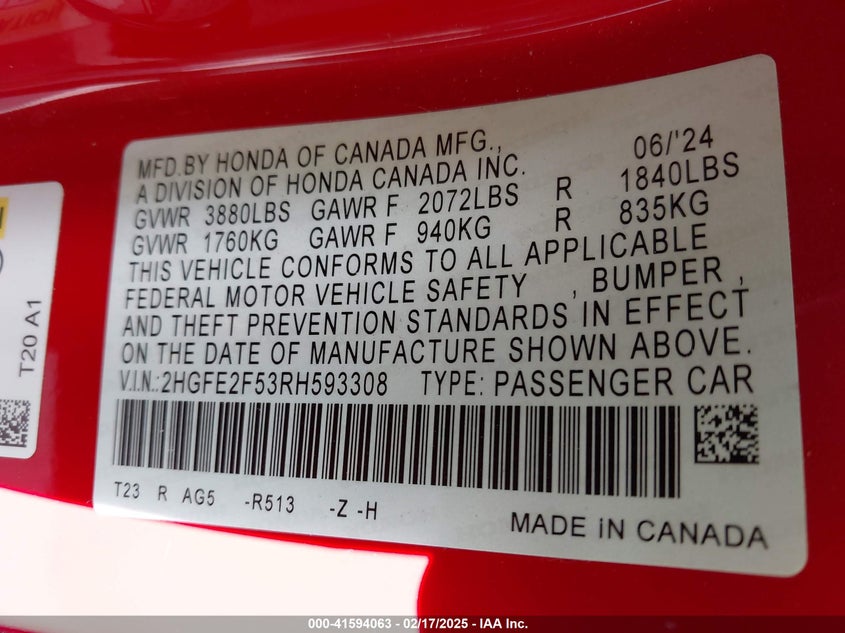 MFD.BY HONDA OF CANADA MFG., 06/'24
A DIVISION OF HONDA CANADA INC.
GVWR 3880LBS GAWR F 2072LBS R 1840LBS
GVWR 1760KG GAWR F 940KG R 835KG
THIS VEHICLE CONFORMS TO ALL APPLICABLE
FEDERAL MOTOR VEHICLE SAFETY , BUMPER ,
AND THEFT PREVENTION STANDARDS IN EFFECT
ON THE DATE OF MANUFACTURE SHOWN ABOVE.
V.I.N.: 2HGFE2F53RH593308 TYPE: PASSENGER CAR
T23 R AG5 -R513 -Z -H
MADE iN CANADA
T20 A1
000-41594063 - 02/17/2025 - IAA Inc.